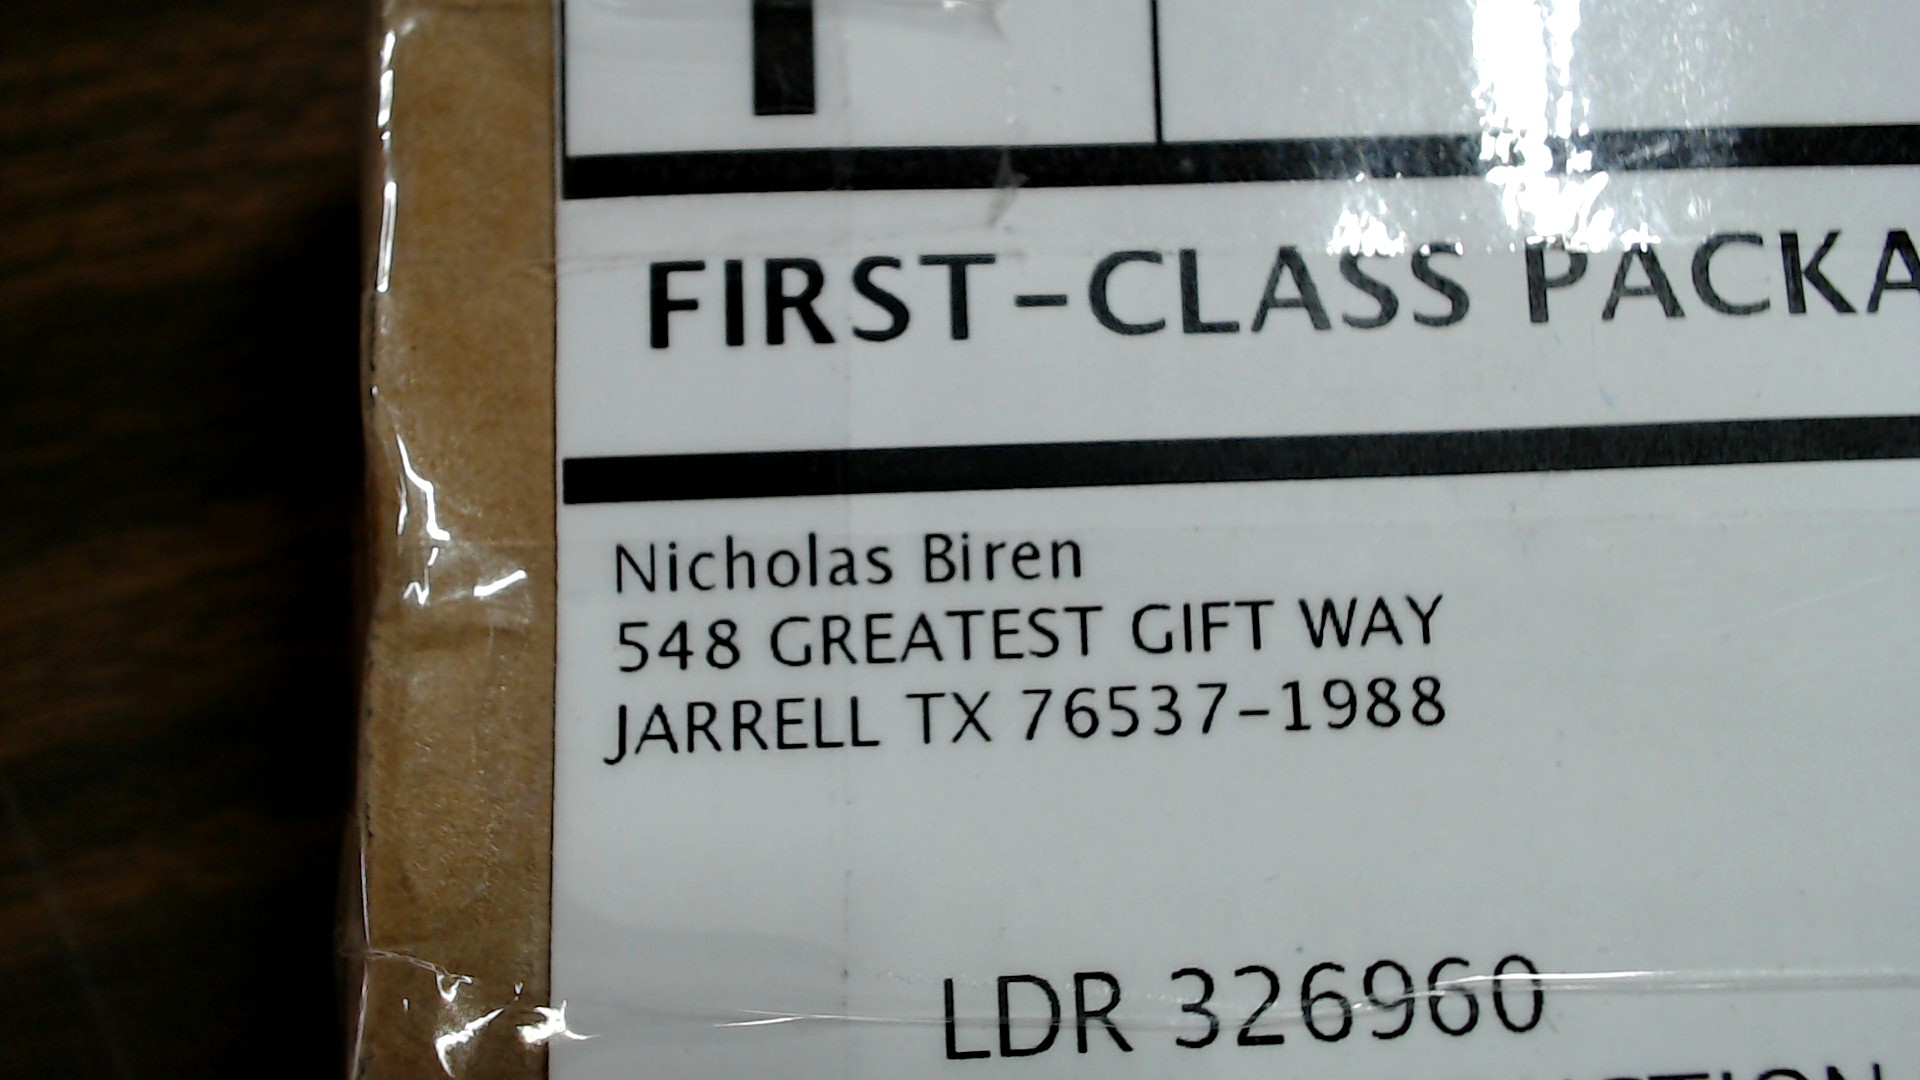 FIRST-CLASS PACKA
Nicholas Biren
548 GREATEST GIFT WAY
JARRELL TX 76537-1988
LDR 326960